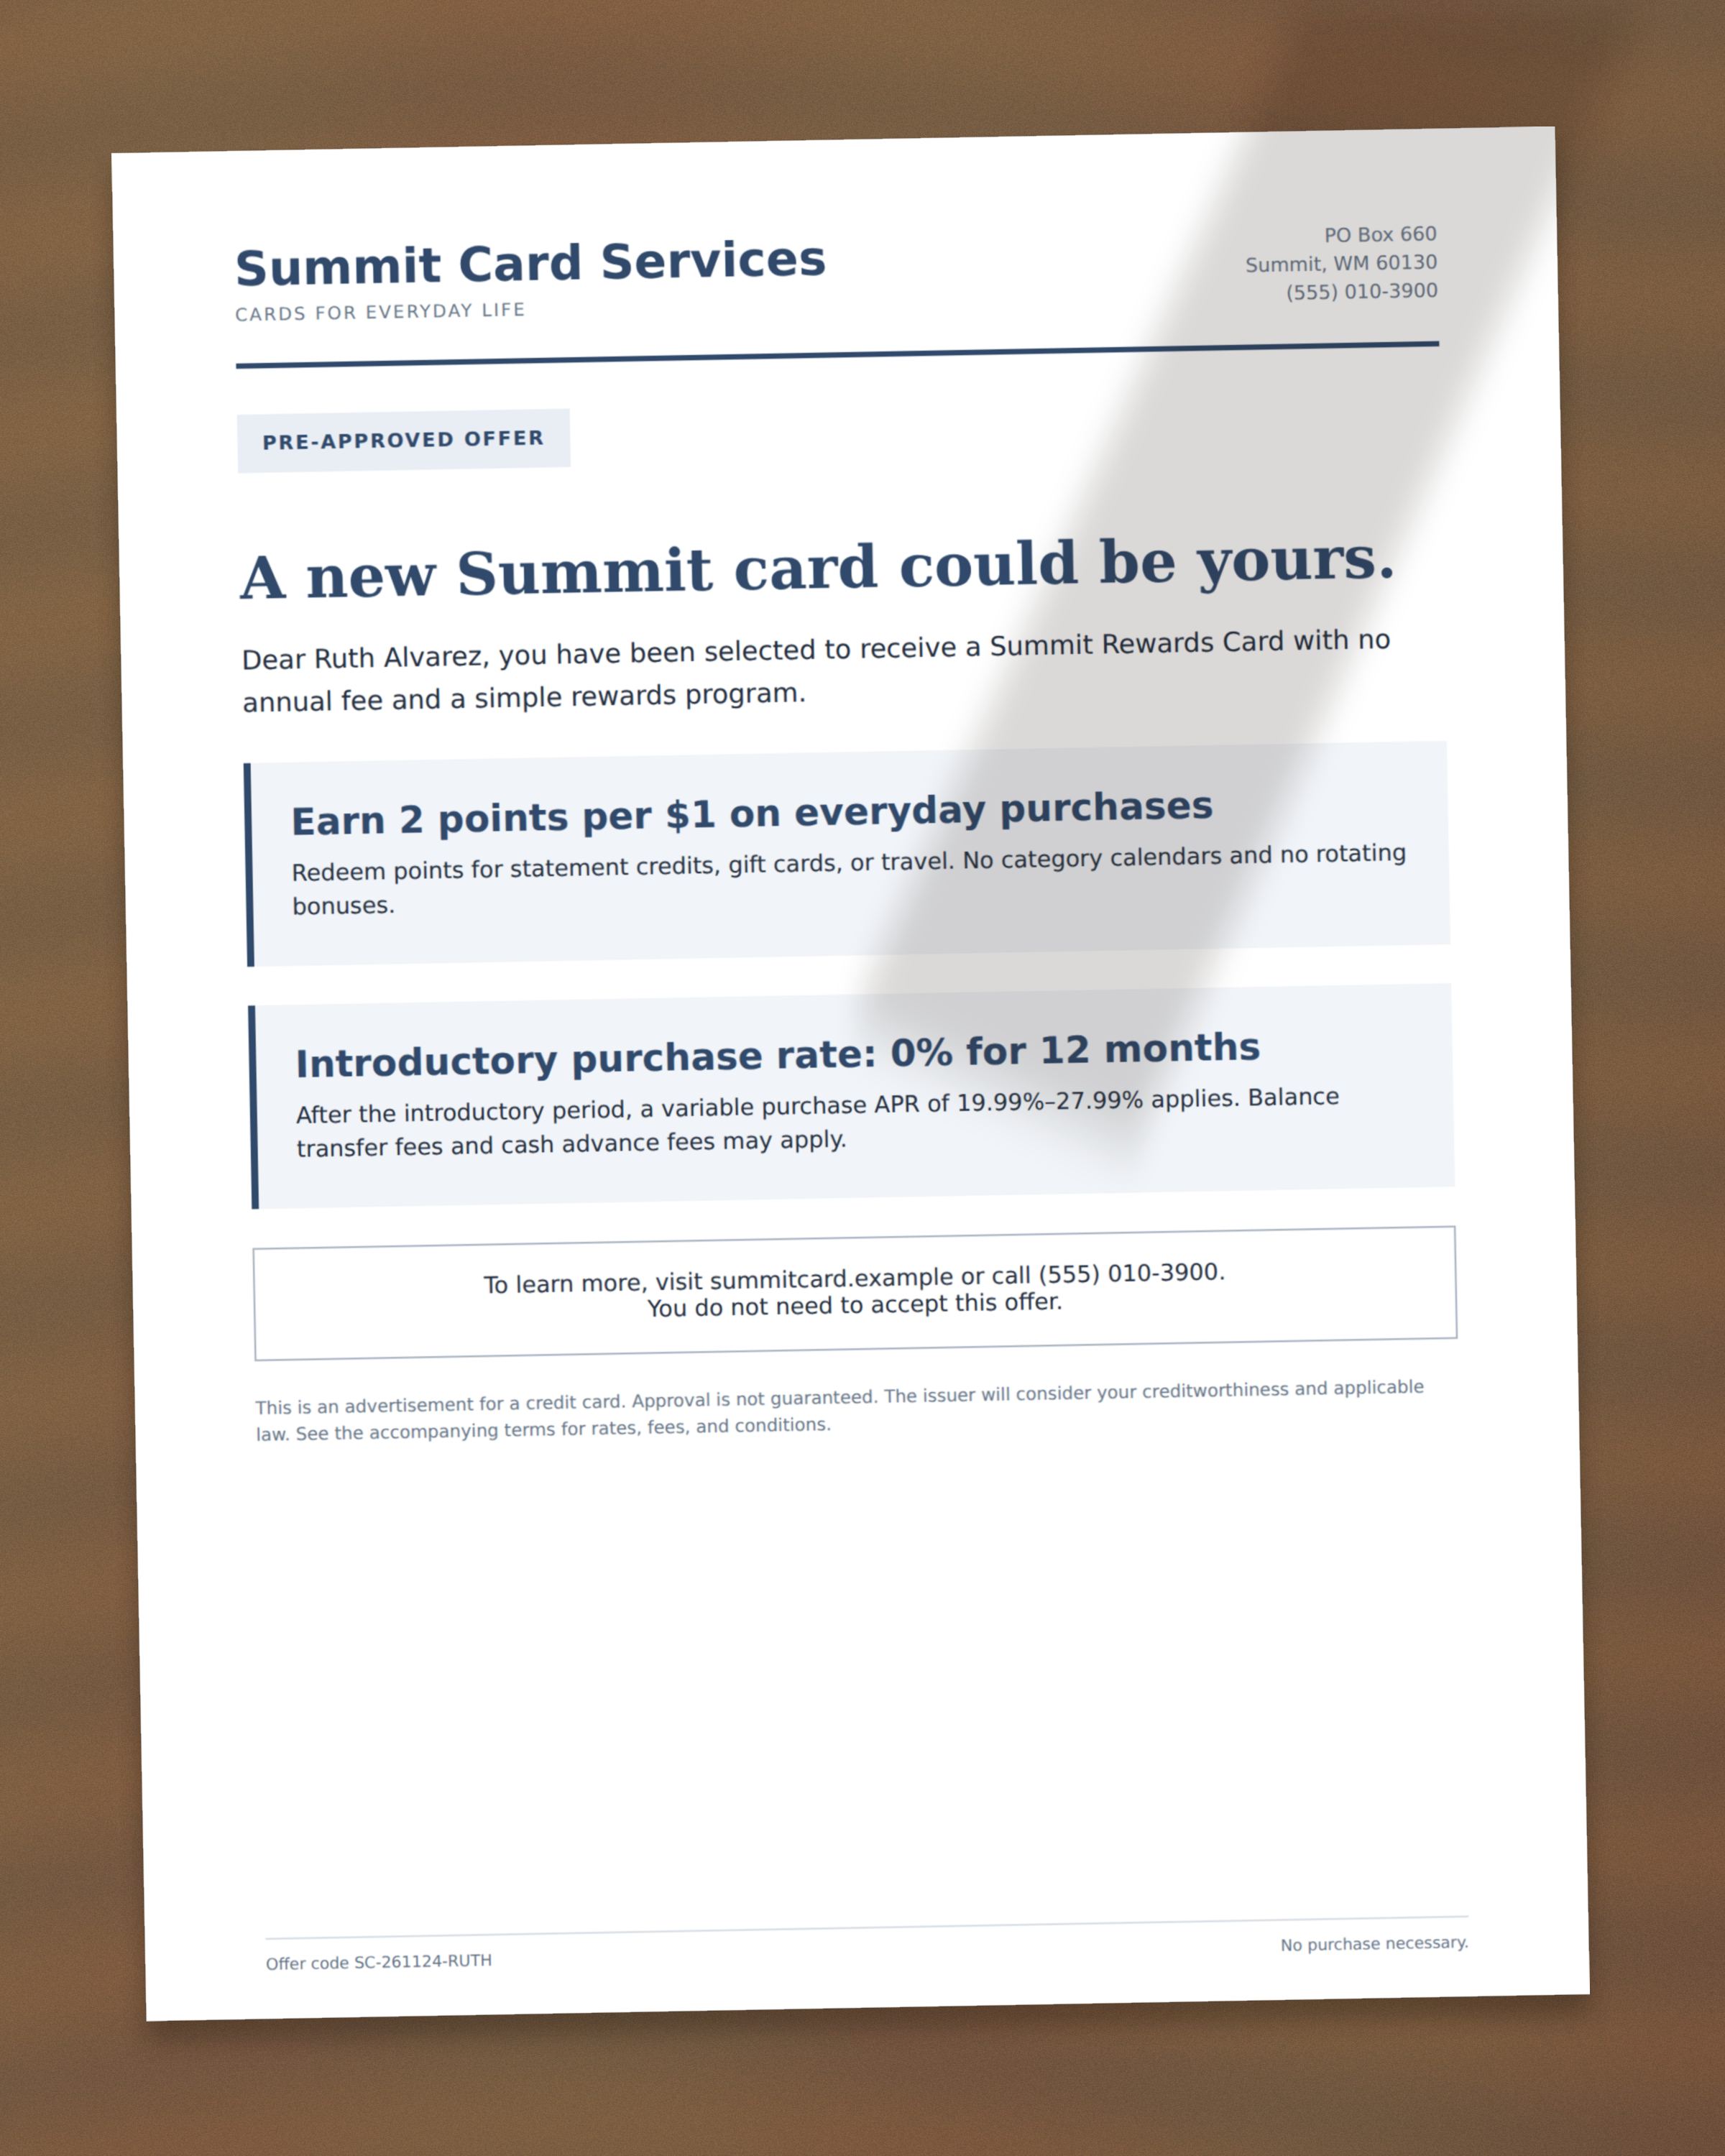 Summit Card Services
CARDS FOR EVERYDAY LIFE
PO Box 660
Summit, WM 60130
(555) 010-3900
PRE-APPROVED OFFER
A new Summit card could be yours.
Dear Ruth Alvarez, you have been selected to receive a Summit Rewards Card with no
annual fee and a simple rewards program.
Earn 2 points per $1 on everyday purchases
Redeem points for statement credits, gift cards, or travel. No category calendars and no rotating
bonuses.
Introductory purchase rate: 0% for 12 months
After the introductory period, a variable purchase APR of 19.99%–27.99% applies. Balance
transfer fees and cash advance fees may apply.
To learn more, visit summitcard.example or call (555) 010-3900.
You do not need to accept this offer.
This is an advertisement for a credit card. Approval is not guaranteed. The issuer will consider your creditworthiness and applicable
law. See the accompanying terms for rates, fees, and conditions.
Offer code SC-261124-RUTH
No purchase necessary.